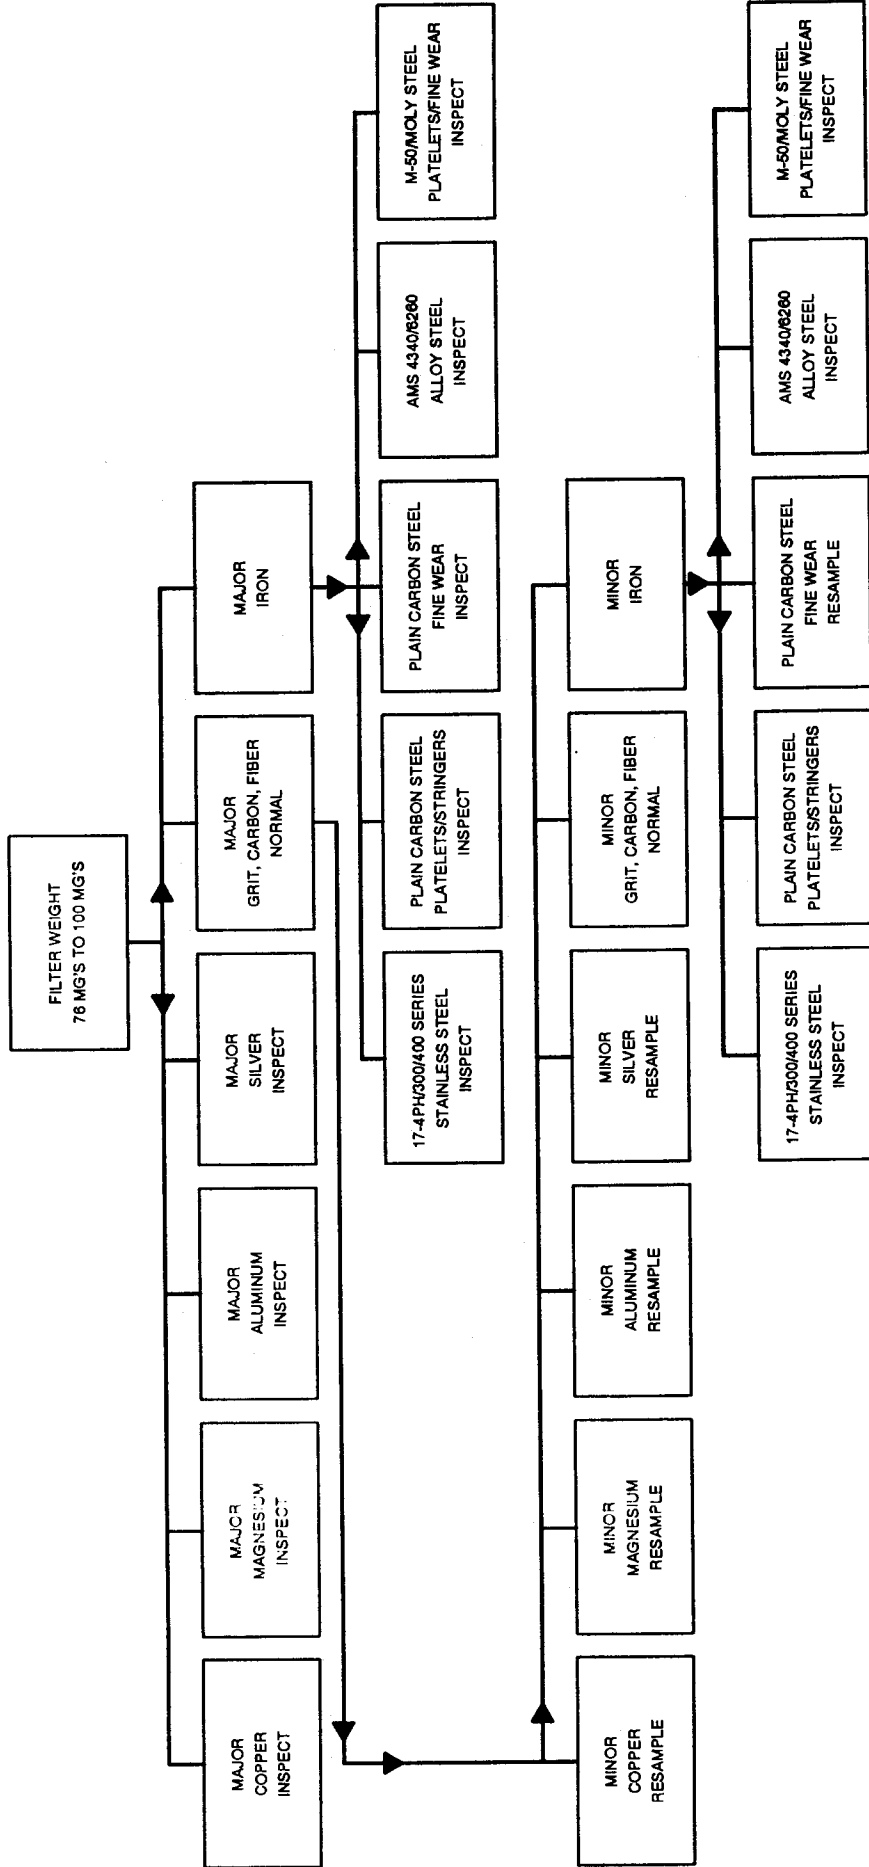 FILTER WEIGHT
76 MG'S TO 100 MG'S
MAJOR
COPPER
INSPECT
MAJOR
MAGNESIUM
INSPECT
MAJOR
ALUMINUM
INSPECT
MAJOR
SILVER
INSPECT
MAJOR
GRIT, CARBON, FIBER
NORMAL
MAJOR
IRON
17-4PH/300/400 SERIES
STAINLESS STEEL
INSPECT
PLAIN CARBON STEEL
PLATELETS/STRINGERS
INSPECT
PLAIN CARBON STEEL
FINE WEAR
INSPECT
AMS 4340/6260
ALLOY STEEL
INSPECT
M-50/MOLY STEEL
PLATELETS/FINE WEAR
INSPECT
MINOR
COPPER
RESAMPLE
MINOR
MAGNESIUM
RESAMPLE
MINOR
ALUMINUM
RESAMPLE
MINOR
SILVER
RESAMPLE
MINOR
GRIT, CARBON, FIBER
NORMAL
MINOR
IRON
17-4PH/300/400 SERIES
STAINLESS STEEL
INSPECT
PLAIN CARBON STEEL
PLATELETS/STRINGERS
INSPECT
PLAIN CARBON STEEL
FINE WEAR
RESAMPLE
AMS 4340/6260
ALLOY STEEL
INSPECT
M-50/MOLY STEEL
PLATELETS/FINE WEAR
INSPECT